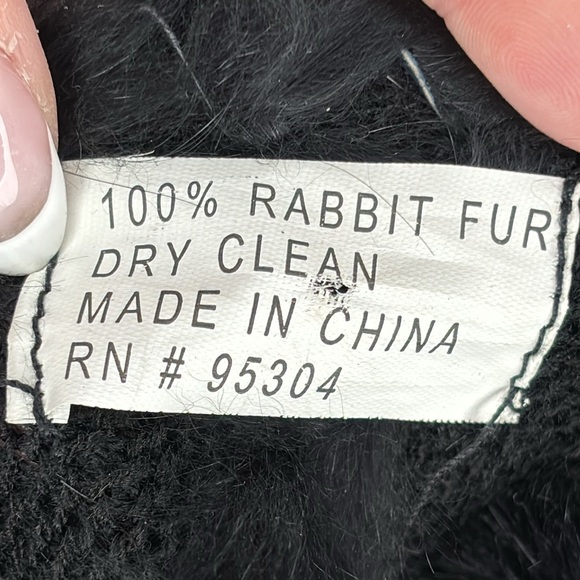 100% RABBIT FUR
DRY CLEAN
MADE IN CHINA
RN # 95304